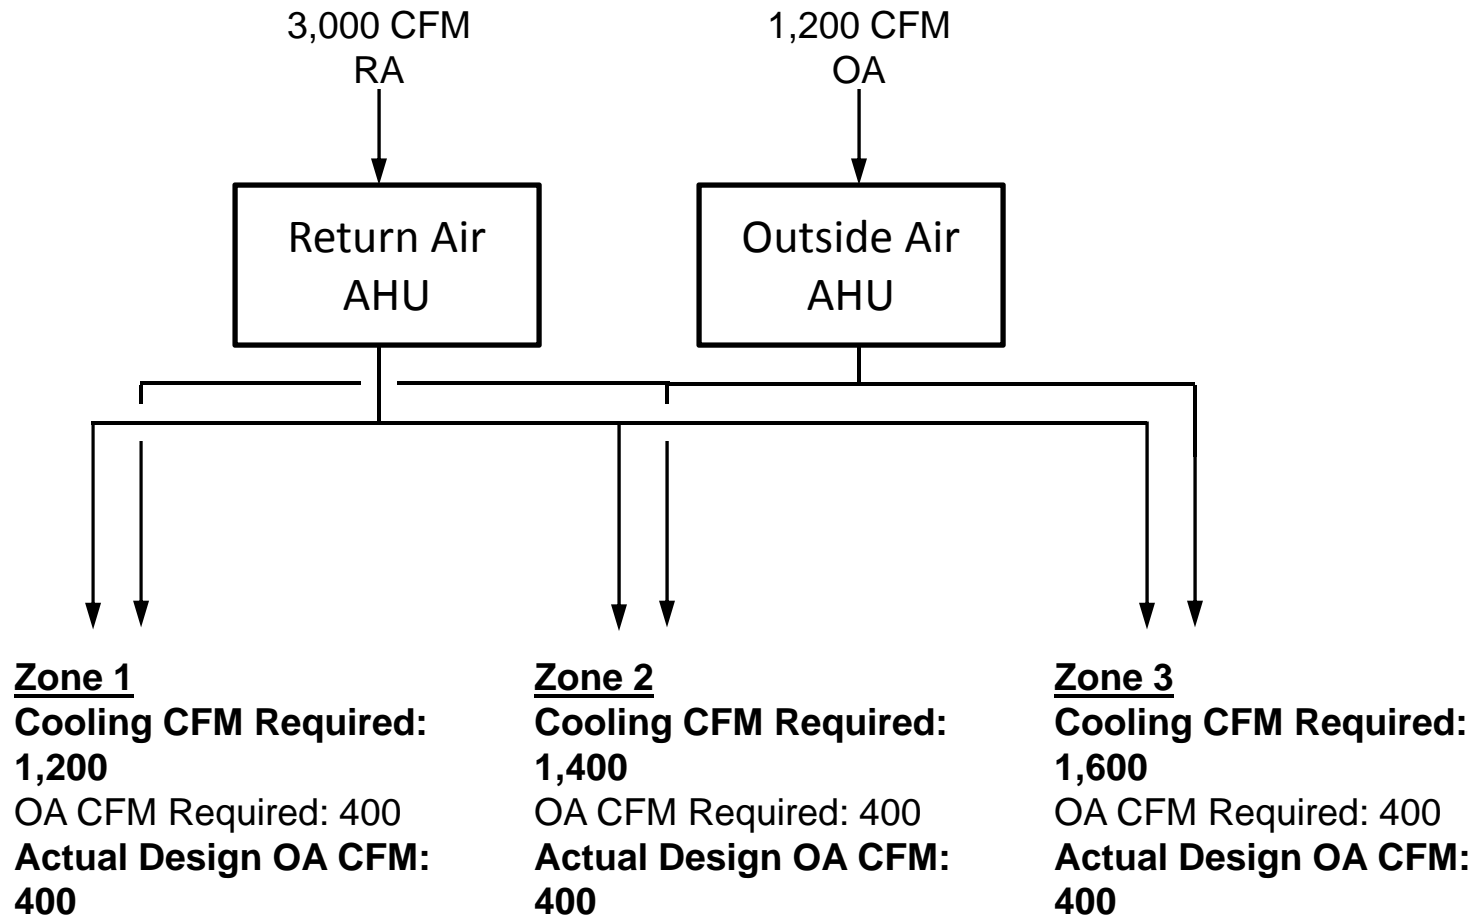 3,000 CFM
RA
1,200 CFM
OA
Return Air
AHU
Outside Air
AHU
Zone 1
Cooling CFM Required:
1,200
OA CFM Required: 400
Actual Design OA CFM:
400
Zone 2
Cooling CFM Required:
1,400
OA CFM Required: 400
Actual Design OA CFM:
400
Zone 3
Cooling CFM Required:
1,600
OA CFM Required: 400
Actual Design OA CFM:
400